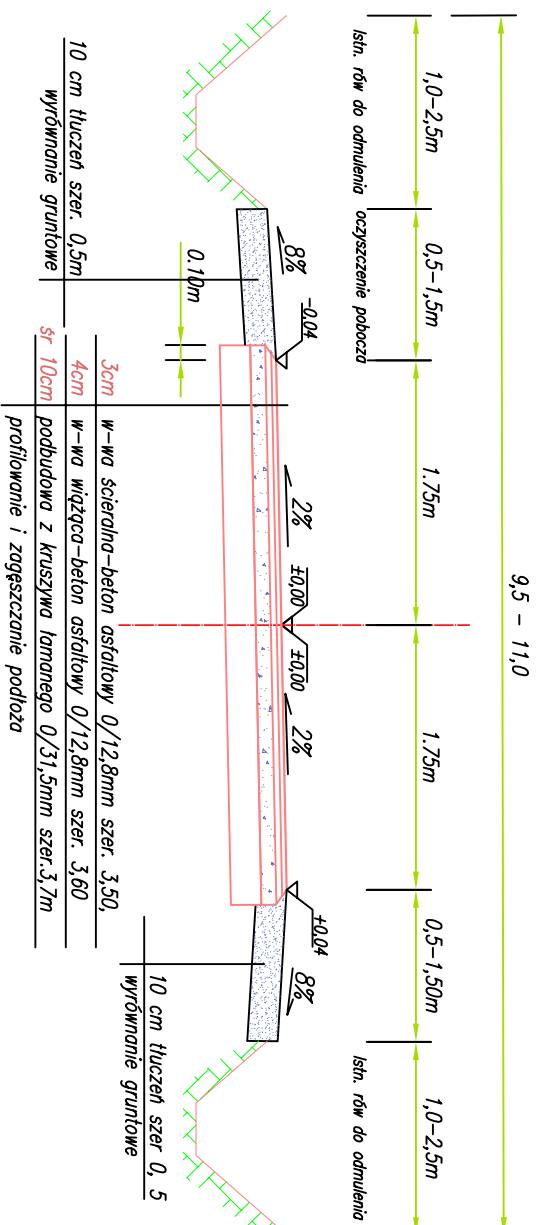 9,5 - 11,0
1,0-2,5m
0,5-1,5m
1.75m
1.75m
0,5-1,50m
1,0-2,5m
Istn. rów do odmulenia
oczyszczenie pobocza
Istn. rów do odmulenia
8%
-0.04
2%
±0,00
±0,00
2%
+0.04
8%
0.10m
10 cm tłuczeń szer. 0,5m
wyrównanie gruntowe
3cm w-wa ścieralna-beton asfaltowy 0/12,8mm szer. 3,50,
4cm w-wa wiążąca-beton asfaltowy 0/12,8mm szer. 3,60
śr 10cm podbudowa z kruszywa łamanego 0/31,5mm szer.3,7m
profilowanie i zagęszczanie podłoża
10 cm tłuczeń szer 0, 5
wyrównanie gruntowe